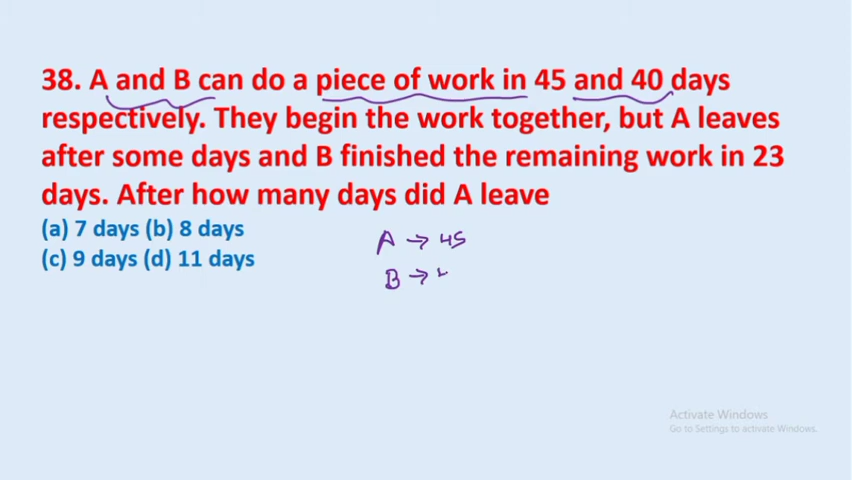 38. A and B can do a piece of work in 45 and 40 days
respectively. They begin the work together, but A leaves
after some days and B finished the remaining work in 23
days. After how many days did A leave
(a) 7 days (b) 8 days
(c) 9 days (d) 11 days
A → 45
B →
Activate Windows
Go to Settings to activate Windows.